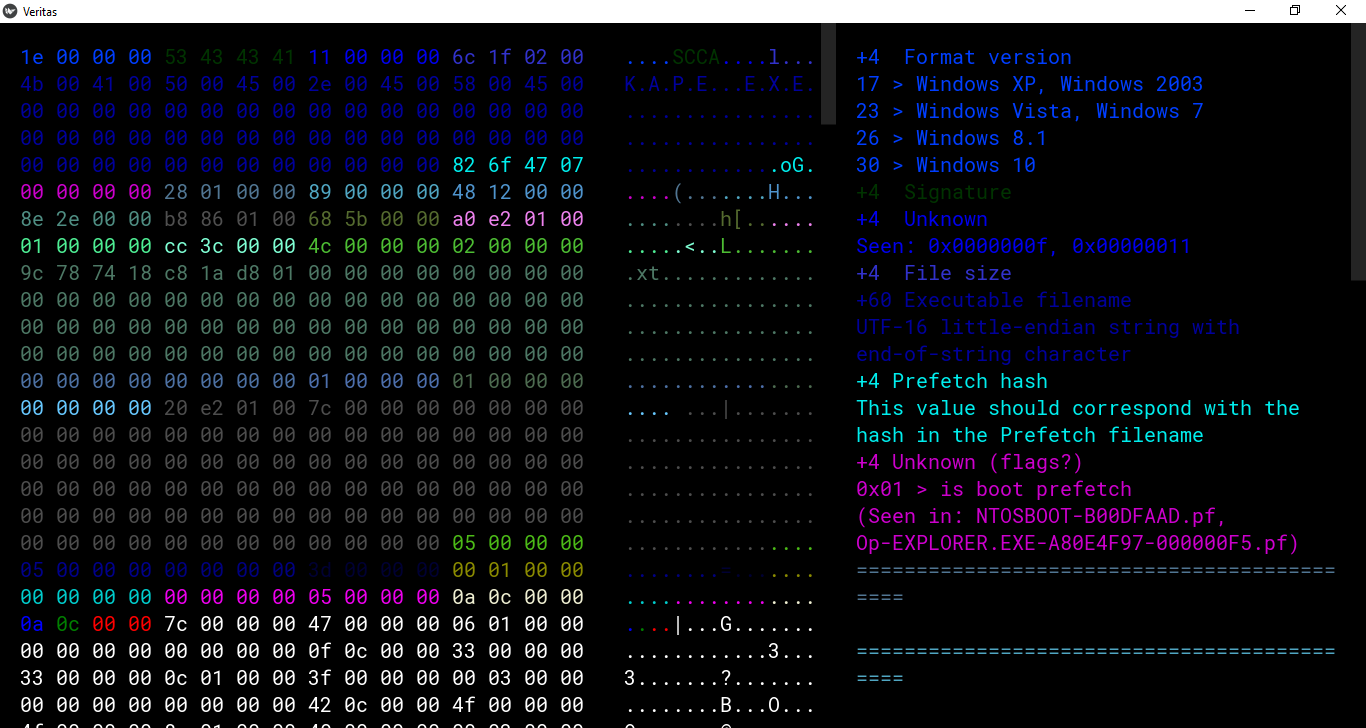 Veritas
1e 00 00 00 53 43 43 41 11 00 00 00 6c 1f 02 00 ....SCCA....l...
4b 00 41 00 50 00 45 00 2e 00 45 00 58 00 45 00 K.A.P.E...E.X.E.
00 00 00 00 00 00 00 00 00 00 00 00 00 00 00 00 ................
00 00 00 00 00 00 00 00 00 00 00 00 00 00 00 00 ................
00 00 00 00 00 00 00 00 00 00 00 00 82 6f 47 07 .............oG.
00 00 00 00 28 01 00 00 89 00 00 00 48 12 00 00 ....(.......H...
8e 2e 00 00 b8 86 01 00 68 5b 00 00 a0 e2 01 00 ........h[......
01 00 00 00 cc 3c 00 00 4c 00 00 00 02 00 00 00 .....<..L.......
9c 78 74 18 c8 1a d8 01 00 00 00 00 00 00 00 00 .xt.............
00 00 00 00 00 00 00 00 00 00 00 00 00 00 00 00 ................
00 00 00 00 00 00 00 00 00 00 00 00 00 00 00 00 ................
00 00 00 00 00 00 00 00 00 00 00 00 00 00 00 00 ................
00 00 00 00 00 00 00 00 01 00 00 00 01 00 00 00 ................
00 00 00 00 20 e2 01 00 7c 00 00 00 00 00 00 00 .... ...|.......
00 00 00 00 00 00 00 00 00 00 00 00 00 00 00 00 ................
00 00 00 00 00 00 00 00 00 00 00 00 00 00 00 00 ................
00 00 00 00 00 00 00 00 00 00 00 00 00 00 00 00 ................
00 00 00 00 00 00 00 00 00 00 00 00 00 00 00 00 ................
00 00 00 00 00 00 00 00 00 00 00 00 05 00 00 00 ................
05 00 00 00 00 00 00 00 3d 00 00 00 00 01 00 00 ........=... ....
00 00 00 00 00 00 00 00 05 00 00 00 0a 0c 00 00 ................
0a 0c 00 00 7c 00 00 00 47 00 00 00 06 01 00 00 ....|...G.......
00 00 00 00 00 00 00 00 0f 0c 00 00 33 00 00 00 ............3...
33 00 00 00 0c 01 00 00 3f 00 00 00 00 03 00 00 3.......?.......
00 00 00 00 00 00 00 00 42 0c 00 00 4f 00 00 00 ........B...O...
+4 Format version
17 > Windows XP, Windows 2003
23 > Windows Vista, Windows 7
26 > Windows 8.1
30 > Windows 10
+4 Signature
+4 Unknown
Seen: 0x0000000f, 0x00000011
+4 File size
+60 Executable filename
UTF-16 little-endian string with
end-of-string character
+4 Prefetch hash
This value should correspond with the
hash in the Prefetch filename
+4 Unknown (flags?)
0x01 > is boot prefetch
(Seen in: NTOSBOOT-B00DFAAD.pf,
Op-EXPLORER.EXE-A80E4F97-000000F5.pf)
========================================
====
========================================
====